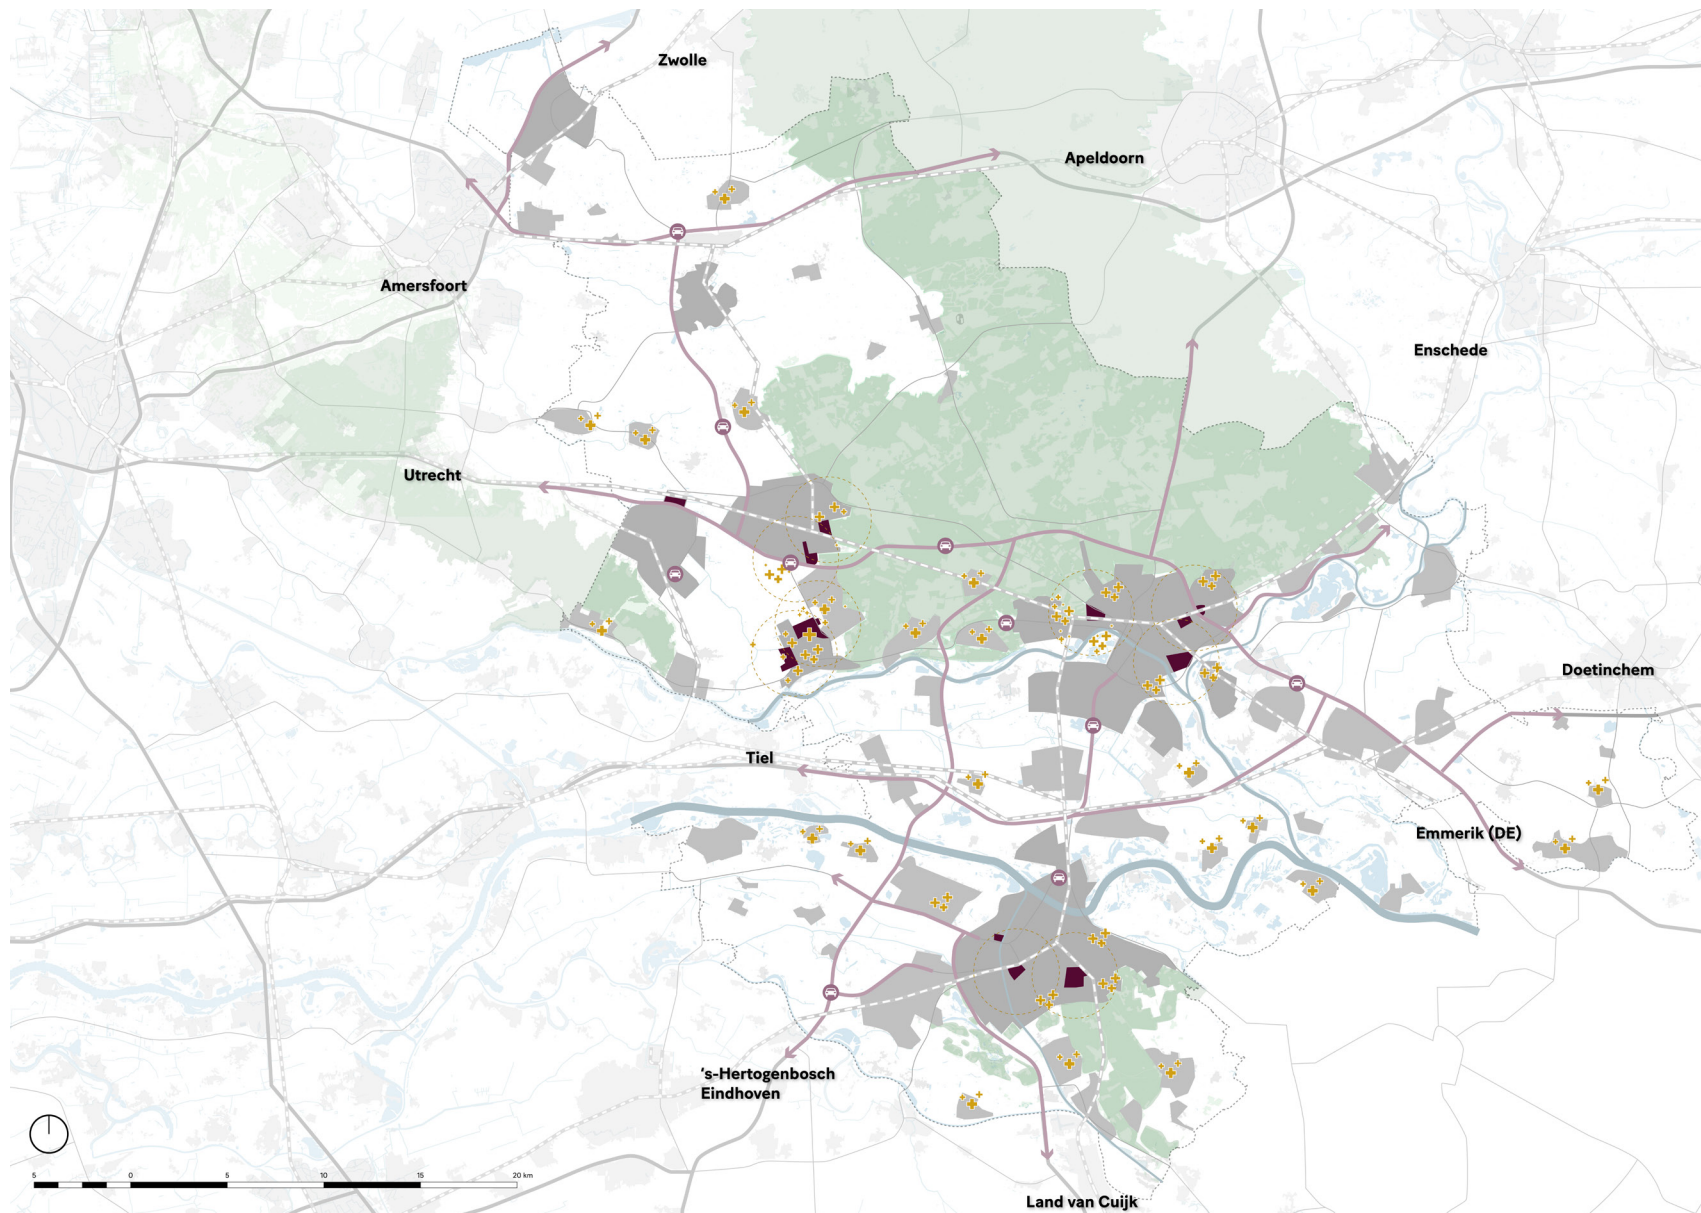 Zwolle
Apeldoorn
Amersfoort
Enschede
Utrecht
Doetinchem
Tiel
Emmerik (DE)
‘s-Hertogenbosch
Eindhoven
5 0 5 10 15 20 km
Land van Cuijk